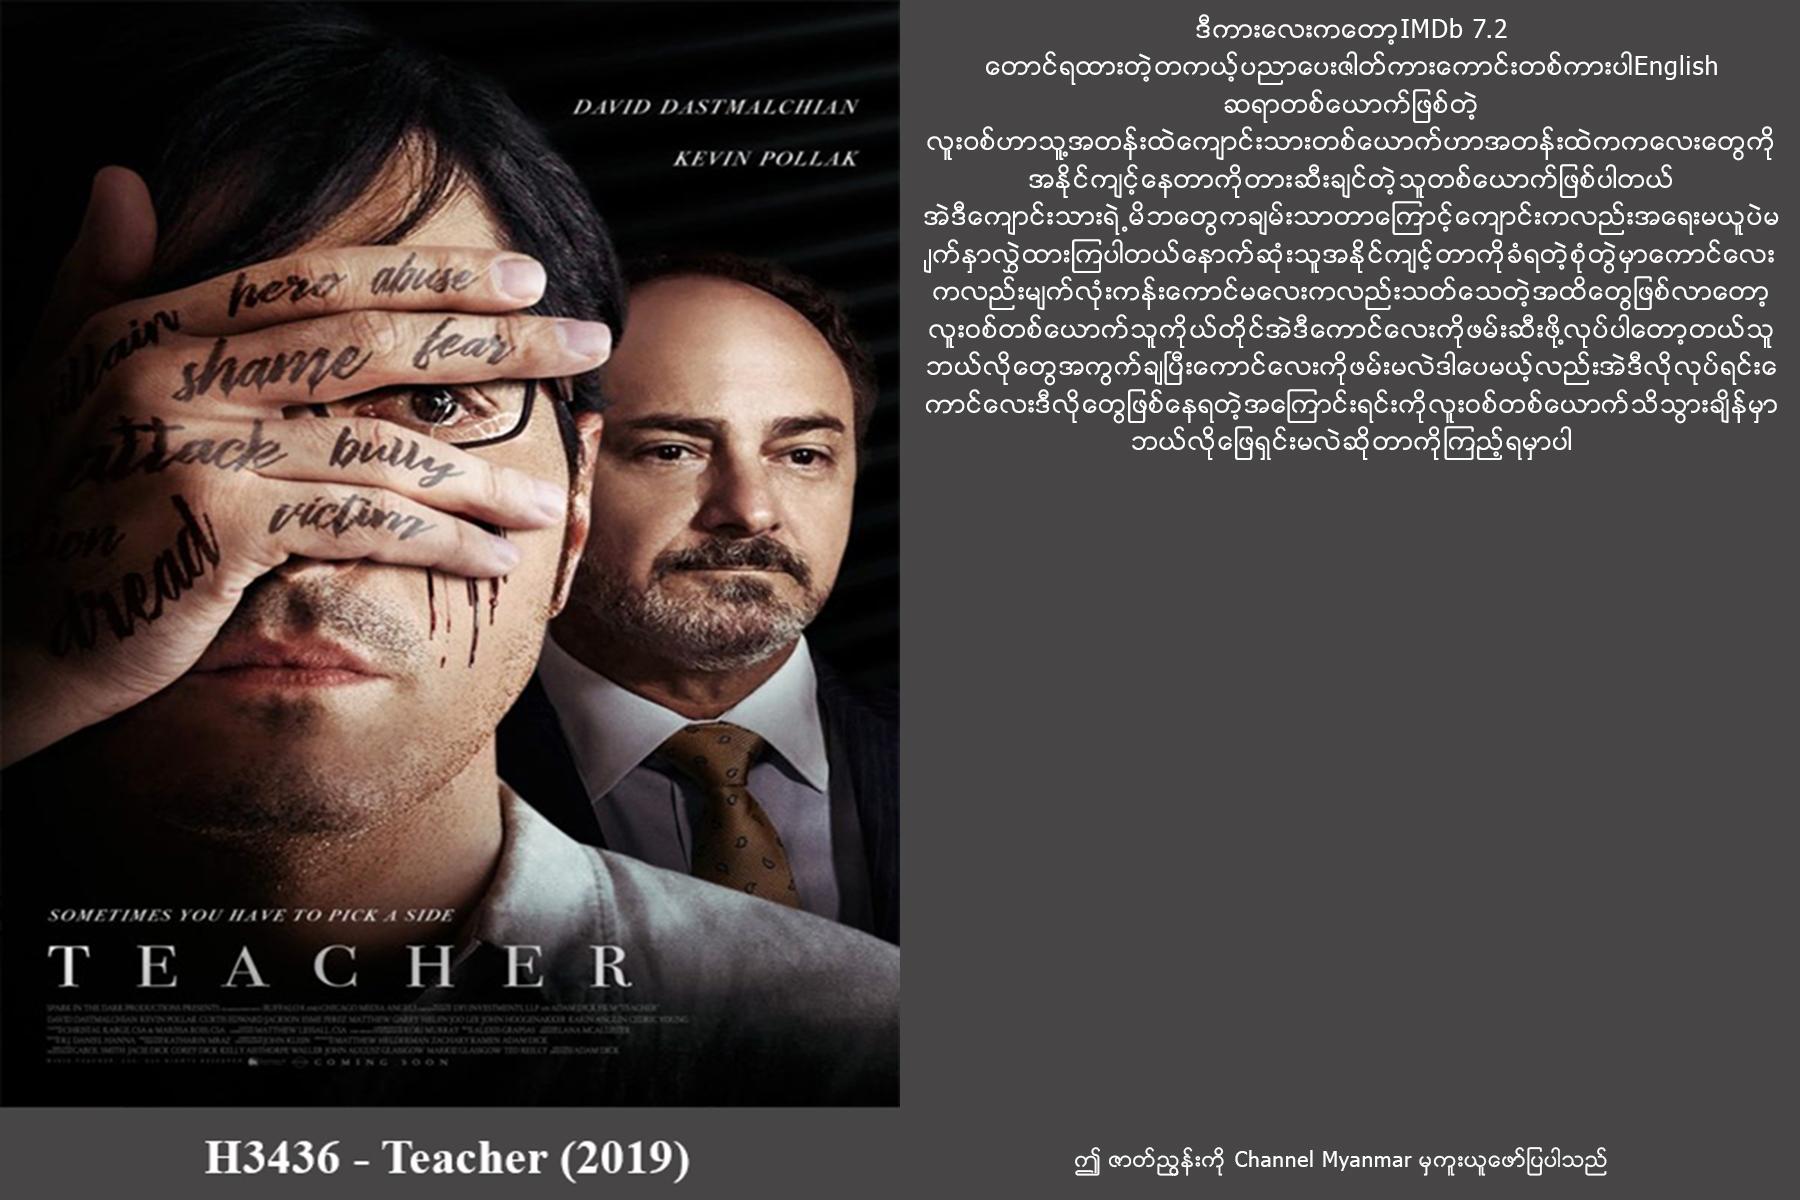 DAVID DASTMALCHIAN
KEVIN POLLAK
hero abuse
shame fear
attack bully
victim
dread
SOMETIMES YOU HAVE TO PICK A SIDE
TEACHER
COMING SOON
H3436 - Teacher (2019)
ဒီကားလေးကတော့IMDb 7.2
တောင်ရထားတဲ့တကယ့်ပညာပေးဇါတ်ကားကောင်းတစ်ကားပါEnglish
ဆရာတစ်ယောက်ဖြစ်တဲ့
လူးဝစ်ဟာသူ့အတန်းထဲကျောင်းသားတစ်ယောက်ဟာအတန်းထဲကကလေးတွေကို
အနိုင်ကျင့်နေတာကိုတားဆီးချင်တဲ့သူတစ်ယောက်ဖြစ်ပါတယ်
အဲဒီကျောင်းသားရဲ့မိဘတွေကချမ်းသာတာကြောင့်ကျောင်းကလည်းအရေးမယူပဲမ
ျက်နှာလွှဲထားကြပါတယ်နောက်ဆုံးသူအနိုင်ကျင့်တာကိုခံရတဲ့စုံတွဲမှာကောင်လေး
ကလည်းမျက်လုံးကန်းကောင်မလေးကလည်းသတ်သေတဲ့အထိတွေဖြစ်လာတော့
လူးဝစ်တစ်ယောက်သူကိုယ်တိုင်အဲဒီကောင်လေးကိုဖမ်းဆီးဖို့လုပ်ပါတော့တယ်သူ
ဘယ်လိုတွေအကွက်ချပြီးကောင်လေးကိုဖမ်းမလဲဒါပေမယ့်လည်းအဲဒီလိုလုပ်ရင်းေ
ကာင်လေးဒီလိုတွေဖြစ်နေရတဲ့အကြောင်းရင်းကိုလူးဝစ်တစ်ယောက်သိသွားချိန်မှာ
ဘယ်လိုဖြေရှင်းမလဲဆိုတာကိုကြည့်ရမှာပါ
ဤ ဇာတ်ညွှန်းကို Channel Myanmar မှကူးယူဖော်ပြပါသည်